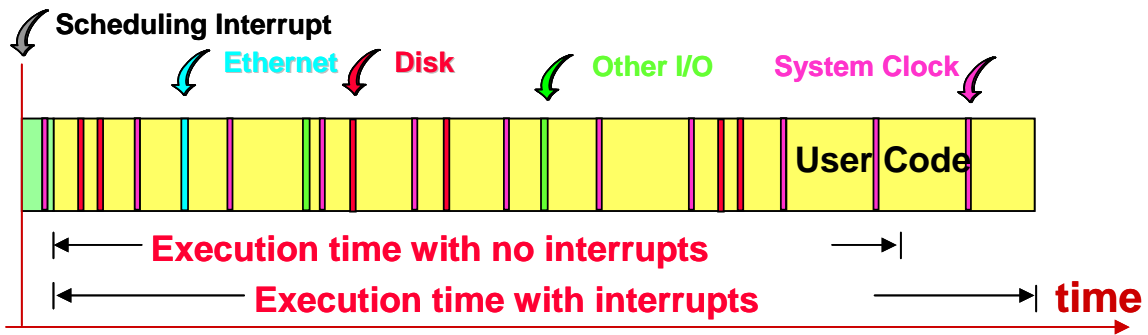 Scheduling Interrupt
Ethernet
Disk
Other I/O
System Clock
User Code
Execution time with no interrupts
Execution time with interrupts
time